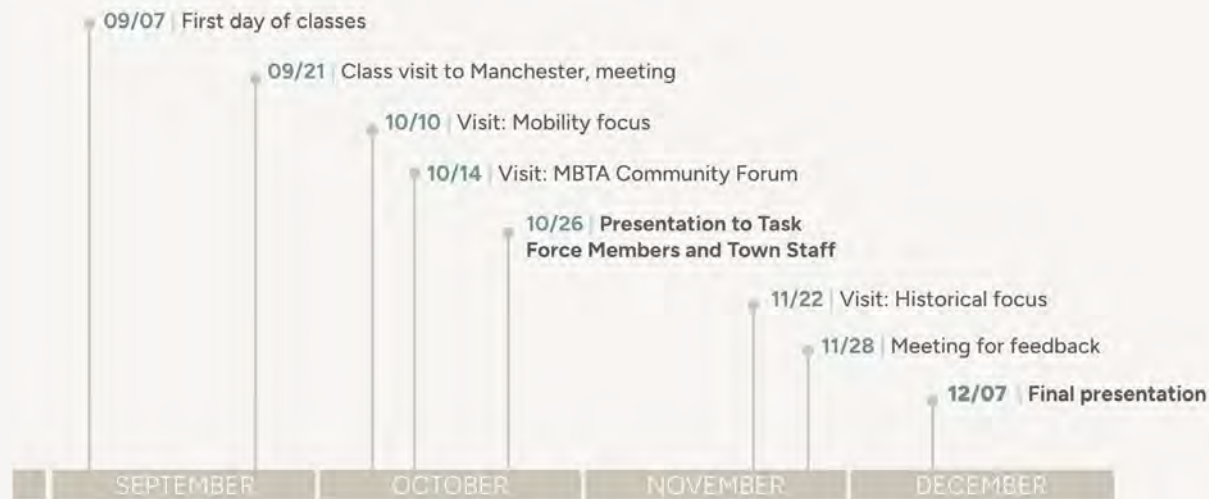 09/07 | First day of classes
09/21 | Class visit to Manchester, meeting
10/10 | Visit: Mobility focus
10/14 | Visit: MBTA Community Forum
10/26 | Presentation to Task
Force Members and Town Staff
11/22 | Visit: Historical focus
11/28 | Meeting for feedback
12/07 | Final presentation
SEPTEMBER OCTOBER NOVEMBER DECEMBER